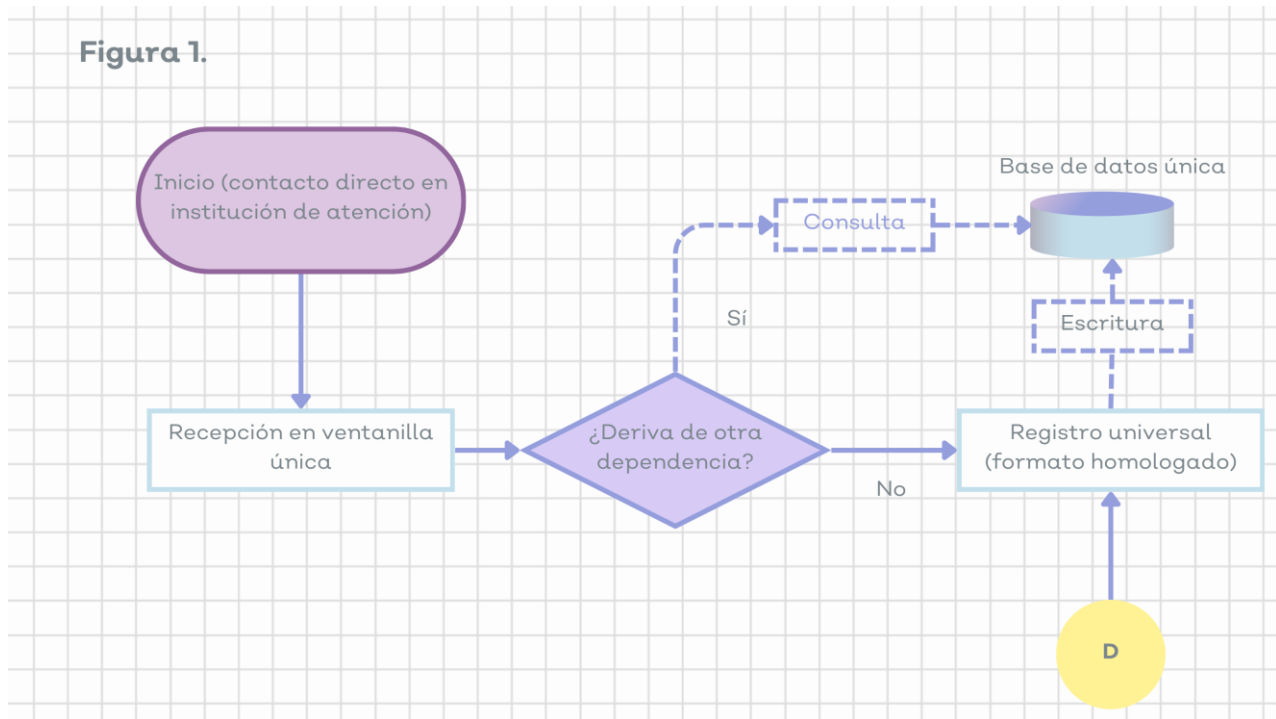 Figura 1.
Inicio (contacto directo en
institución de atención)
Base de datos única
Consulta
Sí
Escritura
Recepción en ventanilla
única
¿Deriva de otra
dependencia?
No
Registro universal
(formato homologado)
D